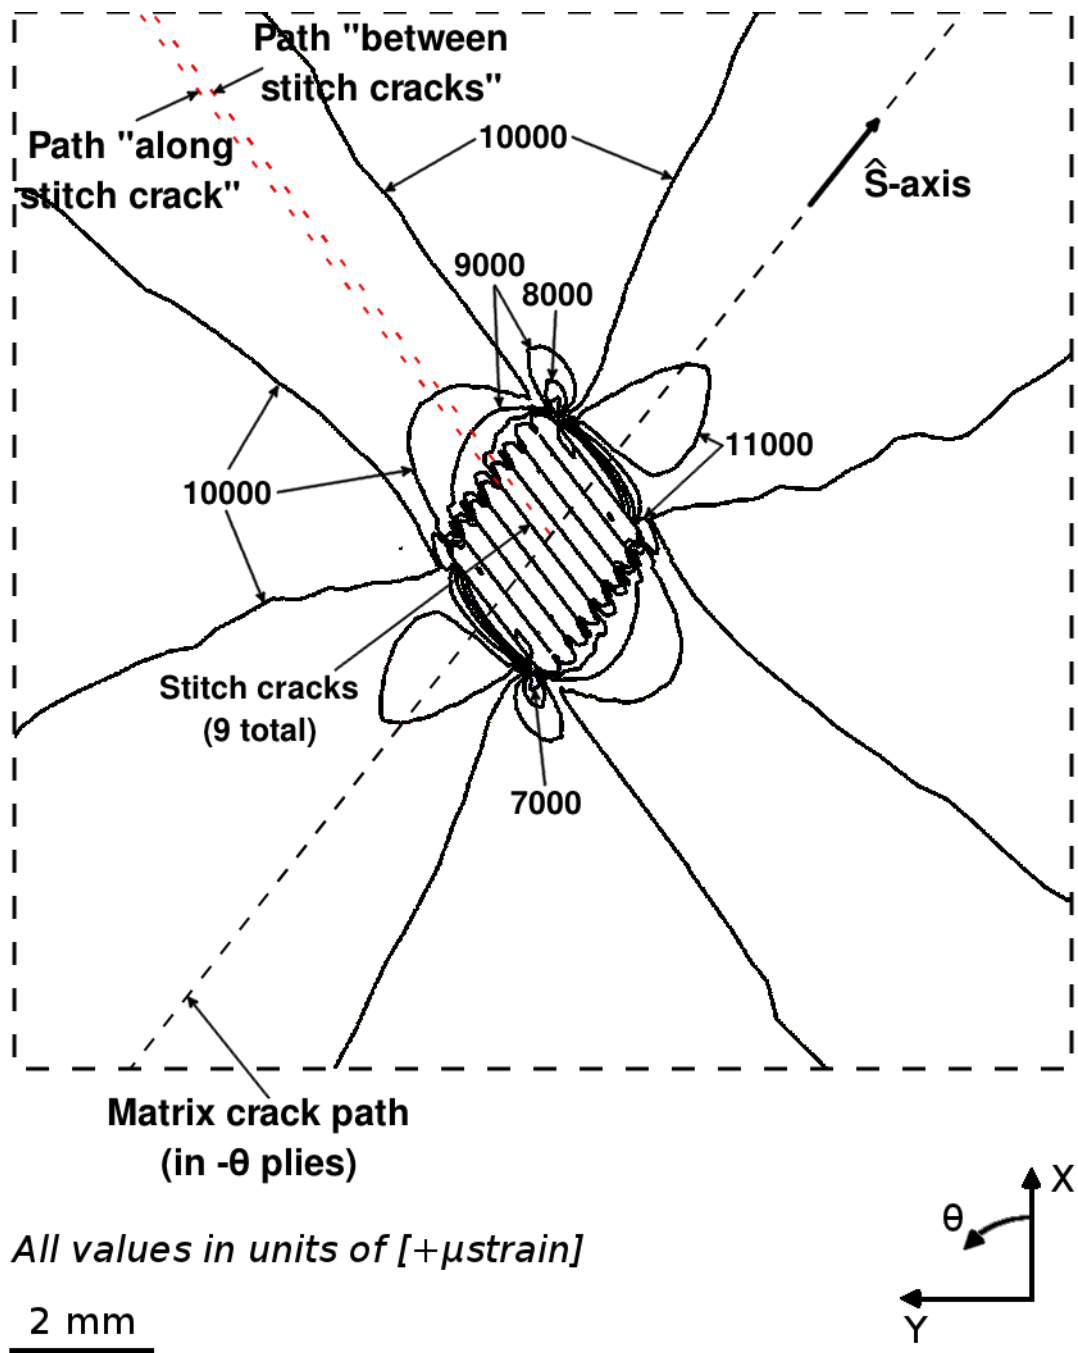 Path "between
stitch cracks"
Path "along
stitch crack"
10000
Ŝ-axis
9000
8000
11000
10000
Stitch cracks
(9 total)
7000
Matrix crack path
(in -θ plies)
X
θ
All values in units of [+μstrain]
2 mm
Y